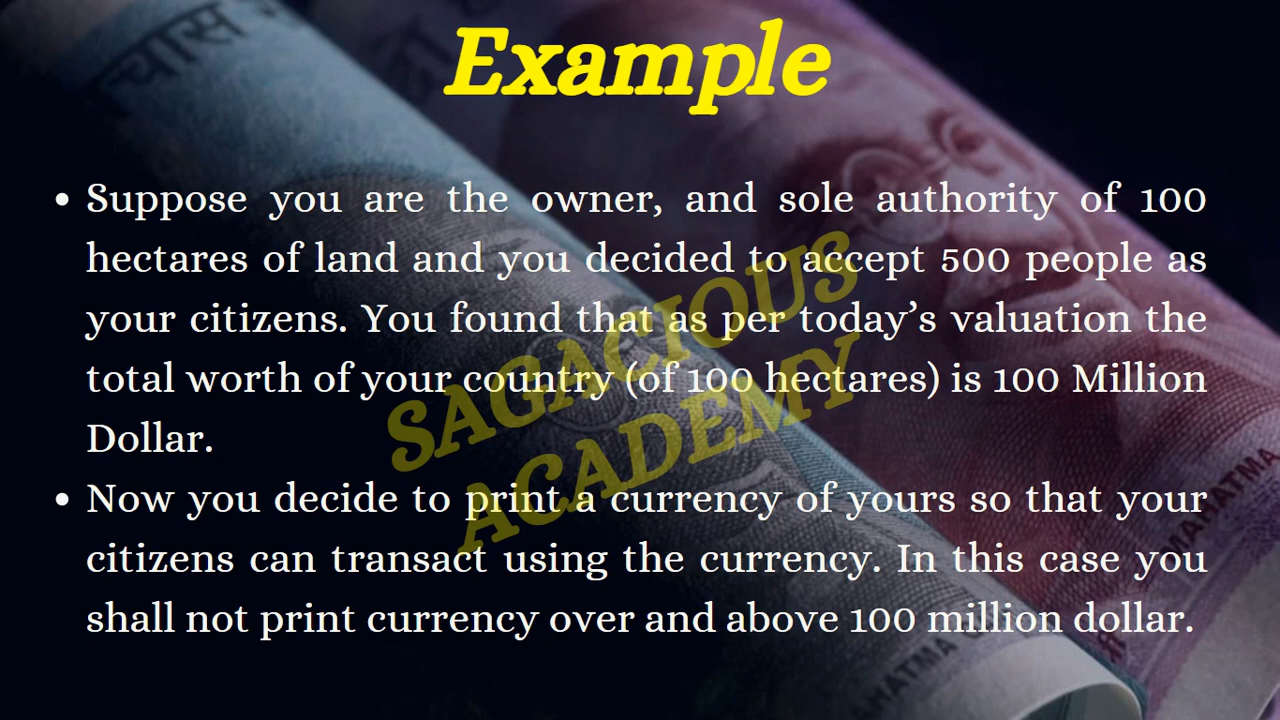 Example
• Suppose you are the owner, and sole authority of 100
hectares of land and you decided to accept 500 people as
your citizens. You found that as per today's valuation the
total worth of your country (of 100 hectares) is 100 Million
Dollar.
• Now you decide to print a currency of yours so that your
citizens can transact using the currency. In this case you
shall not print currency over and above 100 million dollar.
SAGACIOUS
ACADEMY